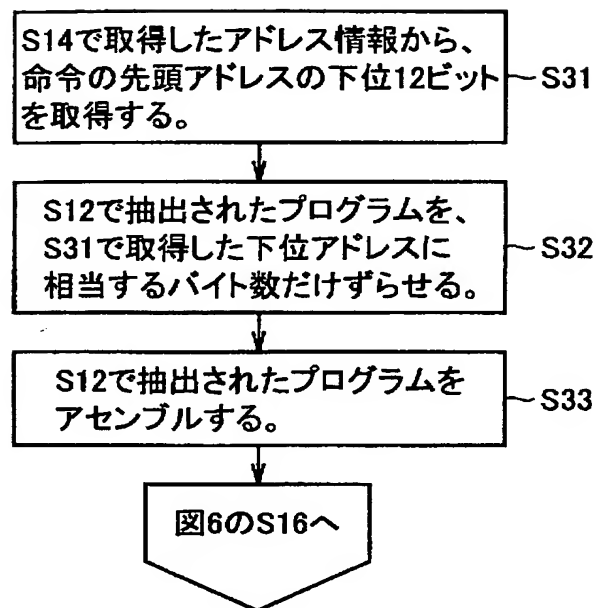 S14で取得したアドレス情報から、
命令の先頭アドレスの下位12ビット
を取得する。
S31
S12で抽出されたプログラムを、
S31で取得した下位アドレスに
相当するバイト数だけずらせる。
S32
S12で抽出されたプログラムを
アセンブルする。
S33
図6のS16へ